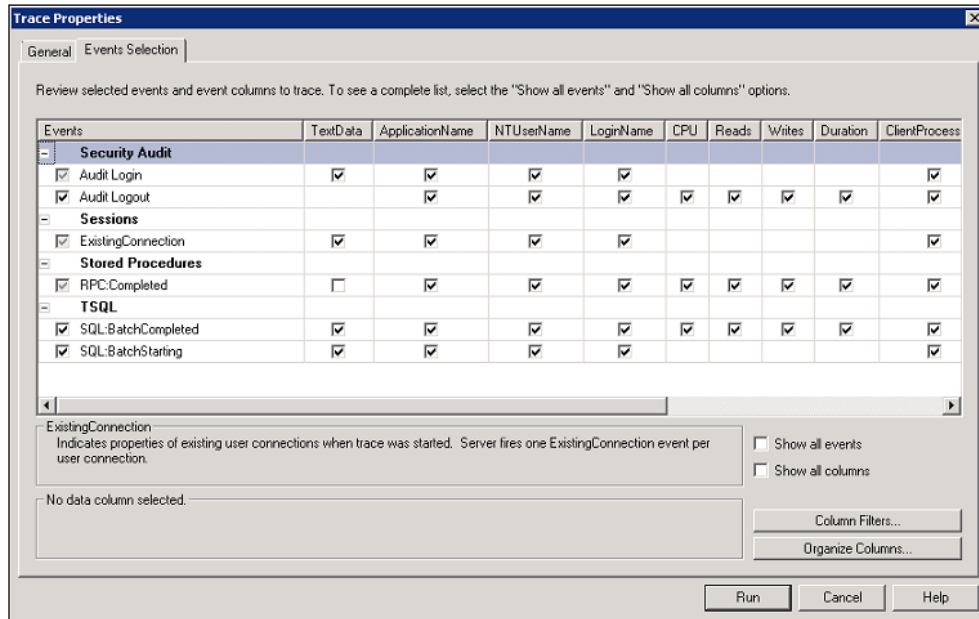 Trace Properties
General Events Selection
Review selected events and event columns to trace. To see a complete list, select the "Show all events" and "Show all columns" options.
Events TextData ApplicationName NTUserName LoginName CPU Reads Writes Duration ClientProcess
Security Audit
Audit Login
Audit Logout
Sessions
ExistingConnection
Stored Procedures
RPC:Completed
TSQL
SQL:BatchCompleted
SQL:BatchStarting
ExistingConnection
Indicates properties of existing user connections when trace was started. Server fires one ExistingConnection event per
user connection.
Show all events
Show all columns
No data column selected.
Column Filters...
Organize Columns...
Run Cancel Help